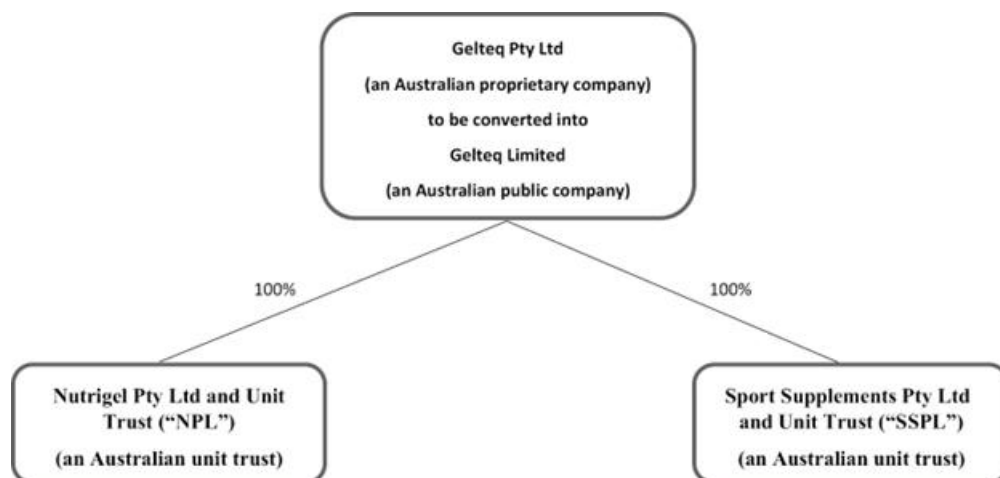 Gelteq Pty Ltd
(an Australian proprietary company)
to be converted into
Gelteq Limited
(an Australian public company)
100%
100%
Nutrigel Pty Ltd and Unit
Trust (“NPL”)
(an Australian unit trust)
Sport Supplements Pty Ltd
and Unit Trust (“SSPL”)
(an Australian unit trust)